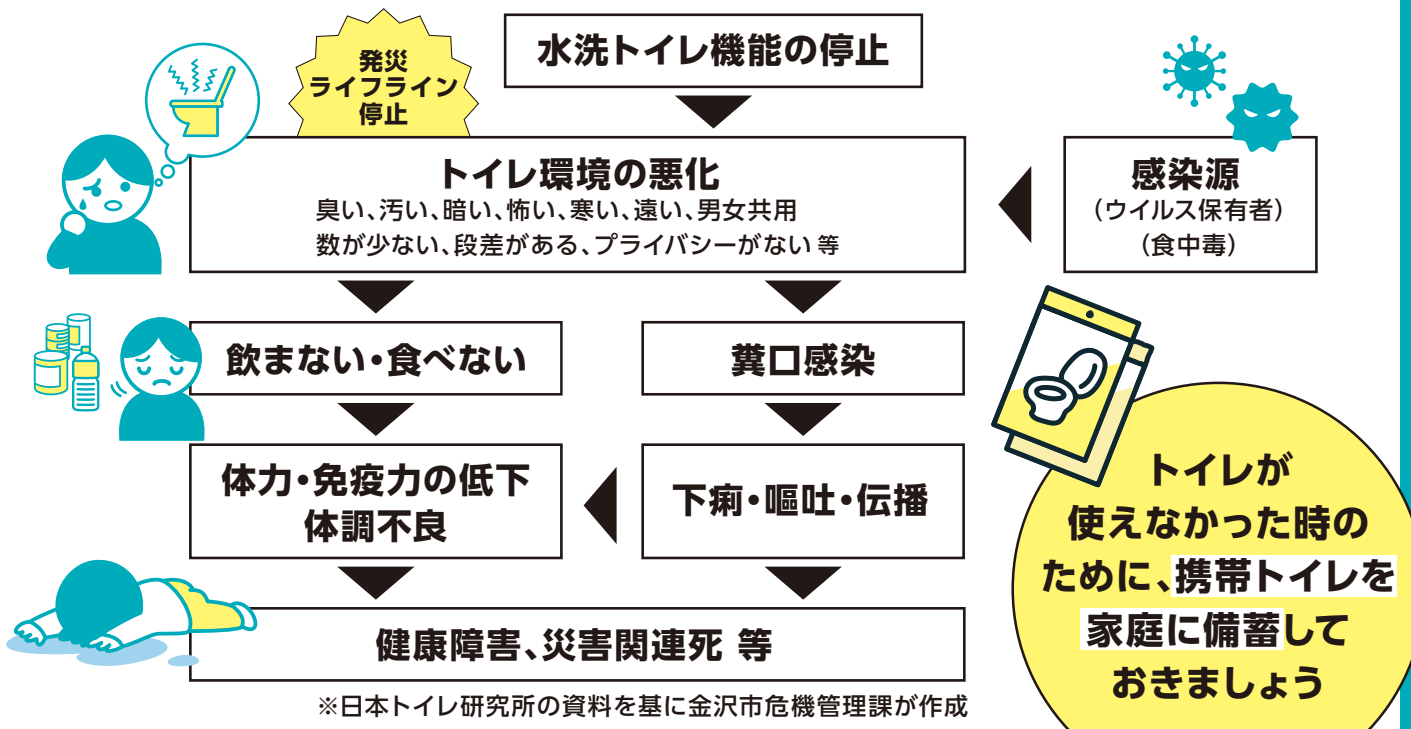 発災
ライフライン
停止
水洗トイレ機能の停止
トイレ環境の悪化
臭い、汚い、暗い、怖い、寒い、遠い、男女共用
数が少ない、段差がある、プライバシーがない 等
感染源
（ウイルス保有者）
（食中毒）
飲まない・食べない
糞口感染
体力・免疫力の低下
体調不良
下痢・嘔吐・伝播
健康障害、災害関連死 等
※日本トイレ研究所の資料を基に金沢市危機管理課が作成
トイレが
使えなかった時の
ために、携帯トイレを
家庭に備蓄して
おきましょう